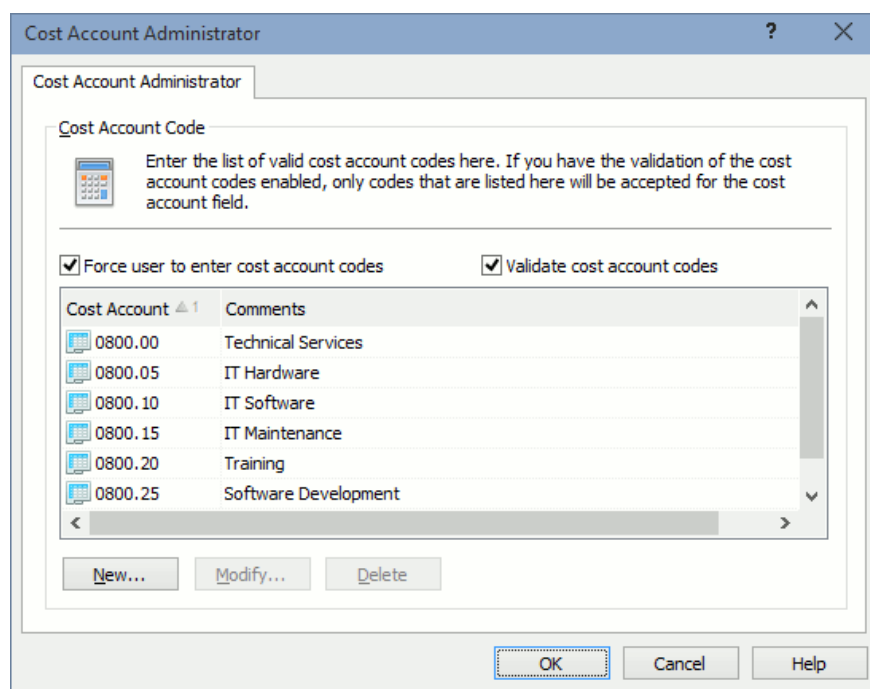 Cost Account Administrator ?
Cost Account Administrator
Cost Account Code
Enter the list of valid cost account codes here. If you have the validation of the cost
account codes enabled, only codes that are listed here will be accepted for the cost
account field.
Force user to enter cost account codes Validate cost account codes
Cost Account 1 Comments
0800.00 Technical Services
0800.05 IT Hardware
0800.10 IT Software
0800.15 IT Maintenance
0800.20 Training
0800.25 Software Development
New... Modify... Delete
OK Cancel Help